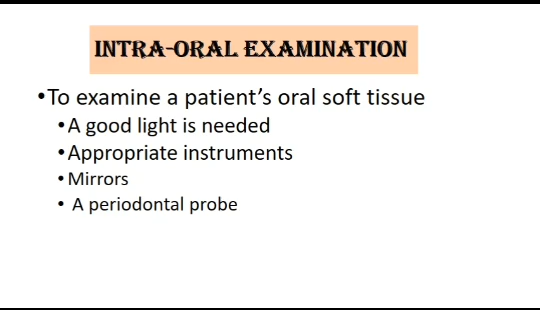 INTRA-ORAL EXAMINATION
•To examine a patient's oral soft tissue
•A good light is needed
•Appropriate instruments
•Mirrors
• A periodontal probe